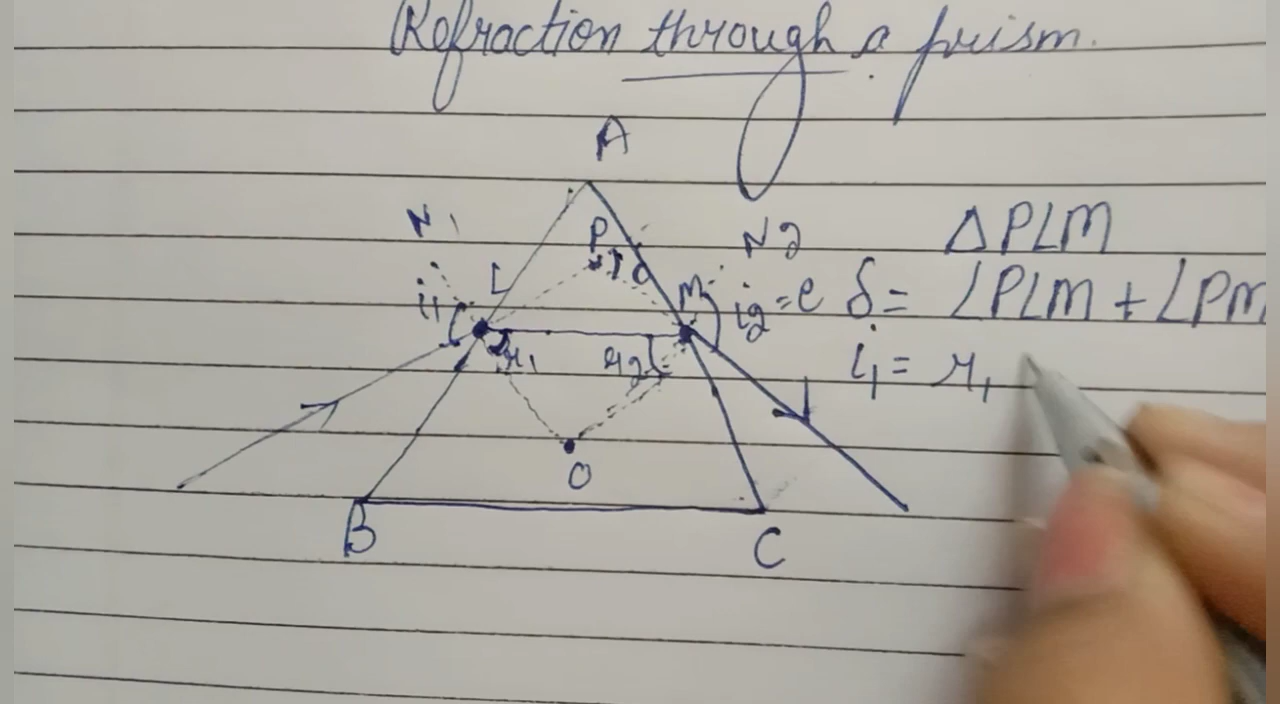 Refraction through a prism.
A
N1
P
N2
ΔPLM
L
δ
M
i1
i2 = e
δ = ∠PLM + ∠PM
r1
r2
i1 = r1
O
B
C